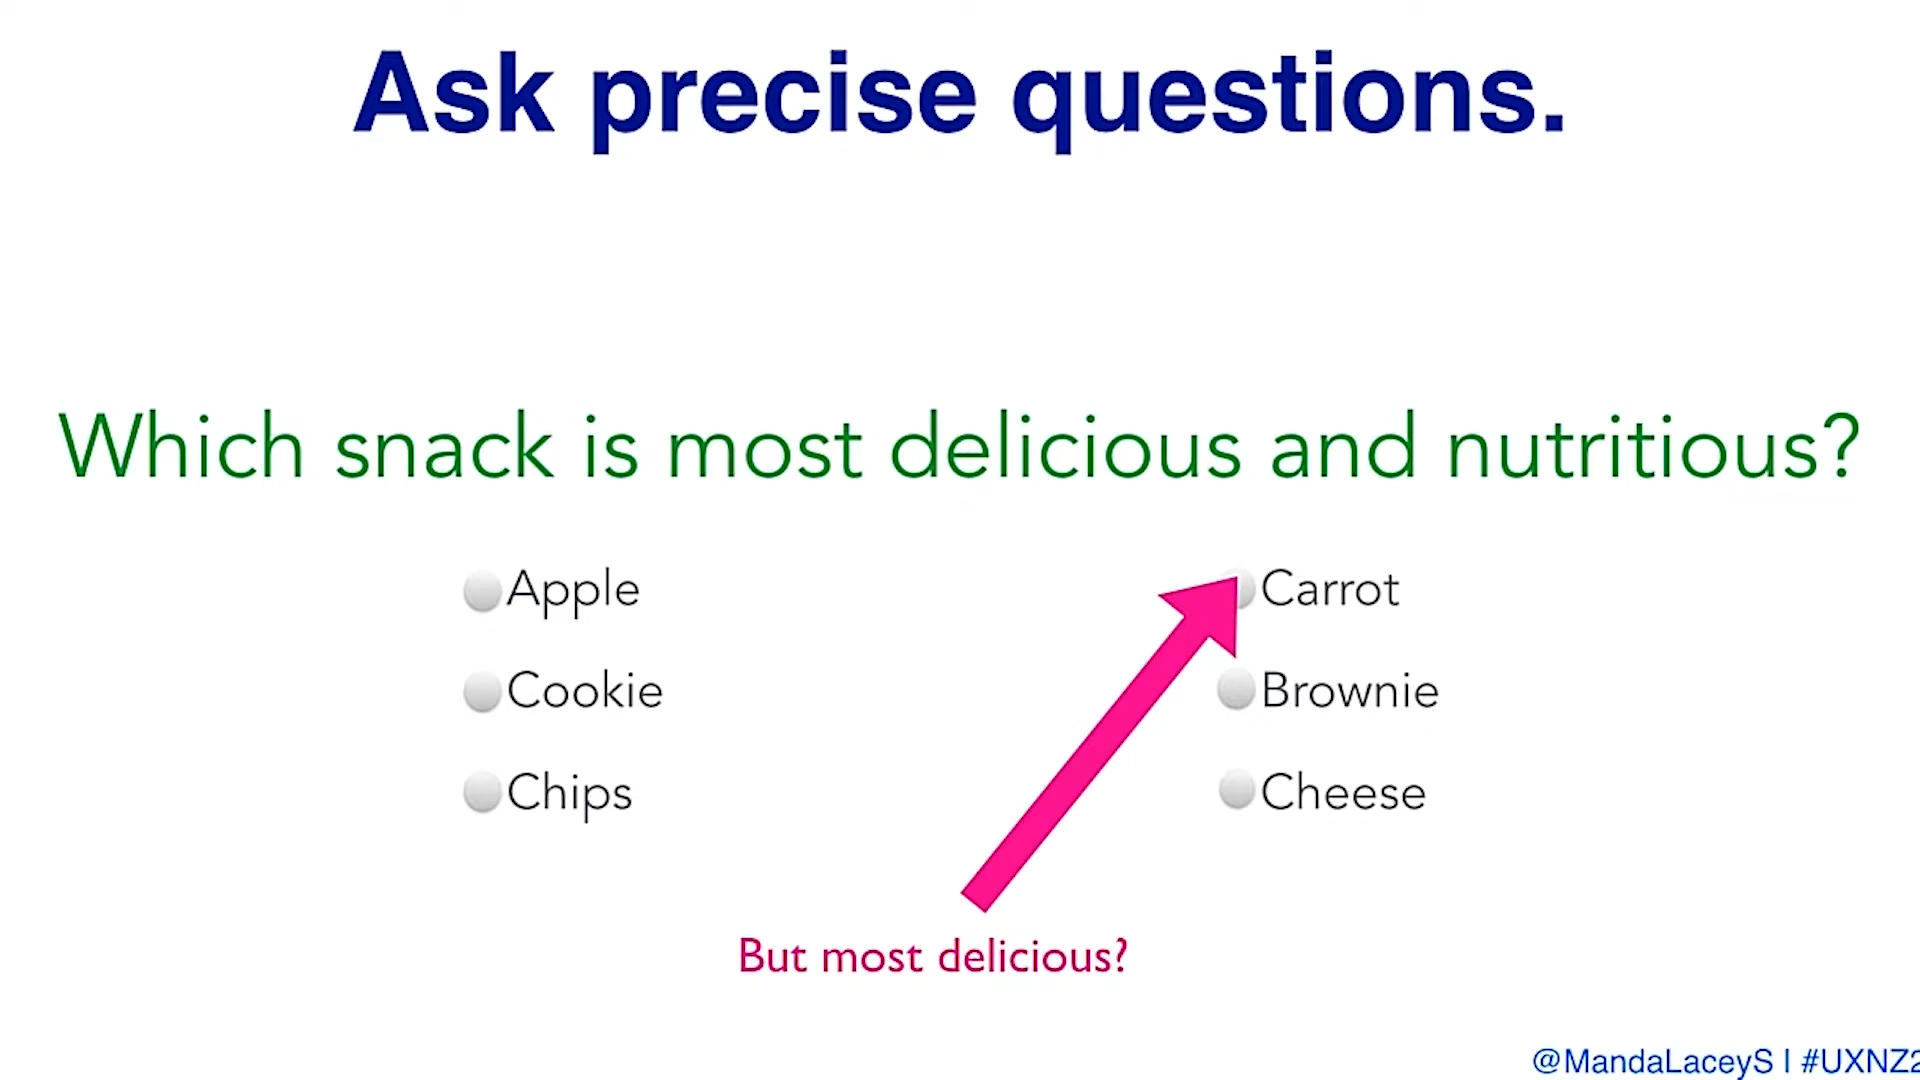 Ask precise questions.
Which snack is most delicious and nutritious?
Apple
Carrot
Cookie
Brownie
Chips
Cheese
But most delicious?
@MandaLaceyS | #UXNZ2